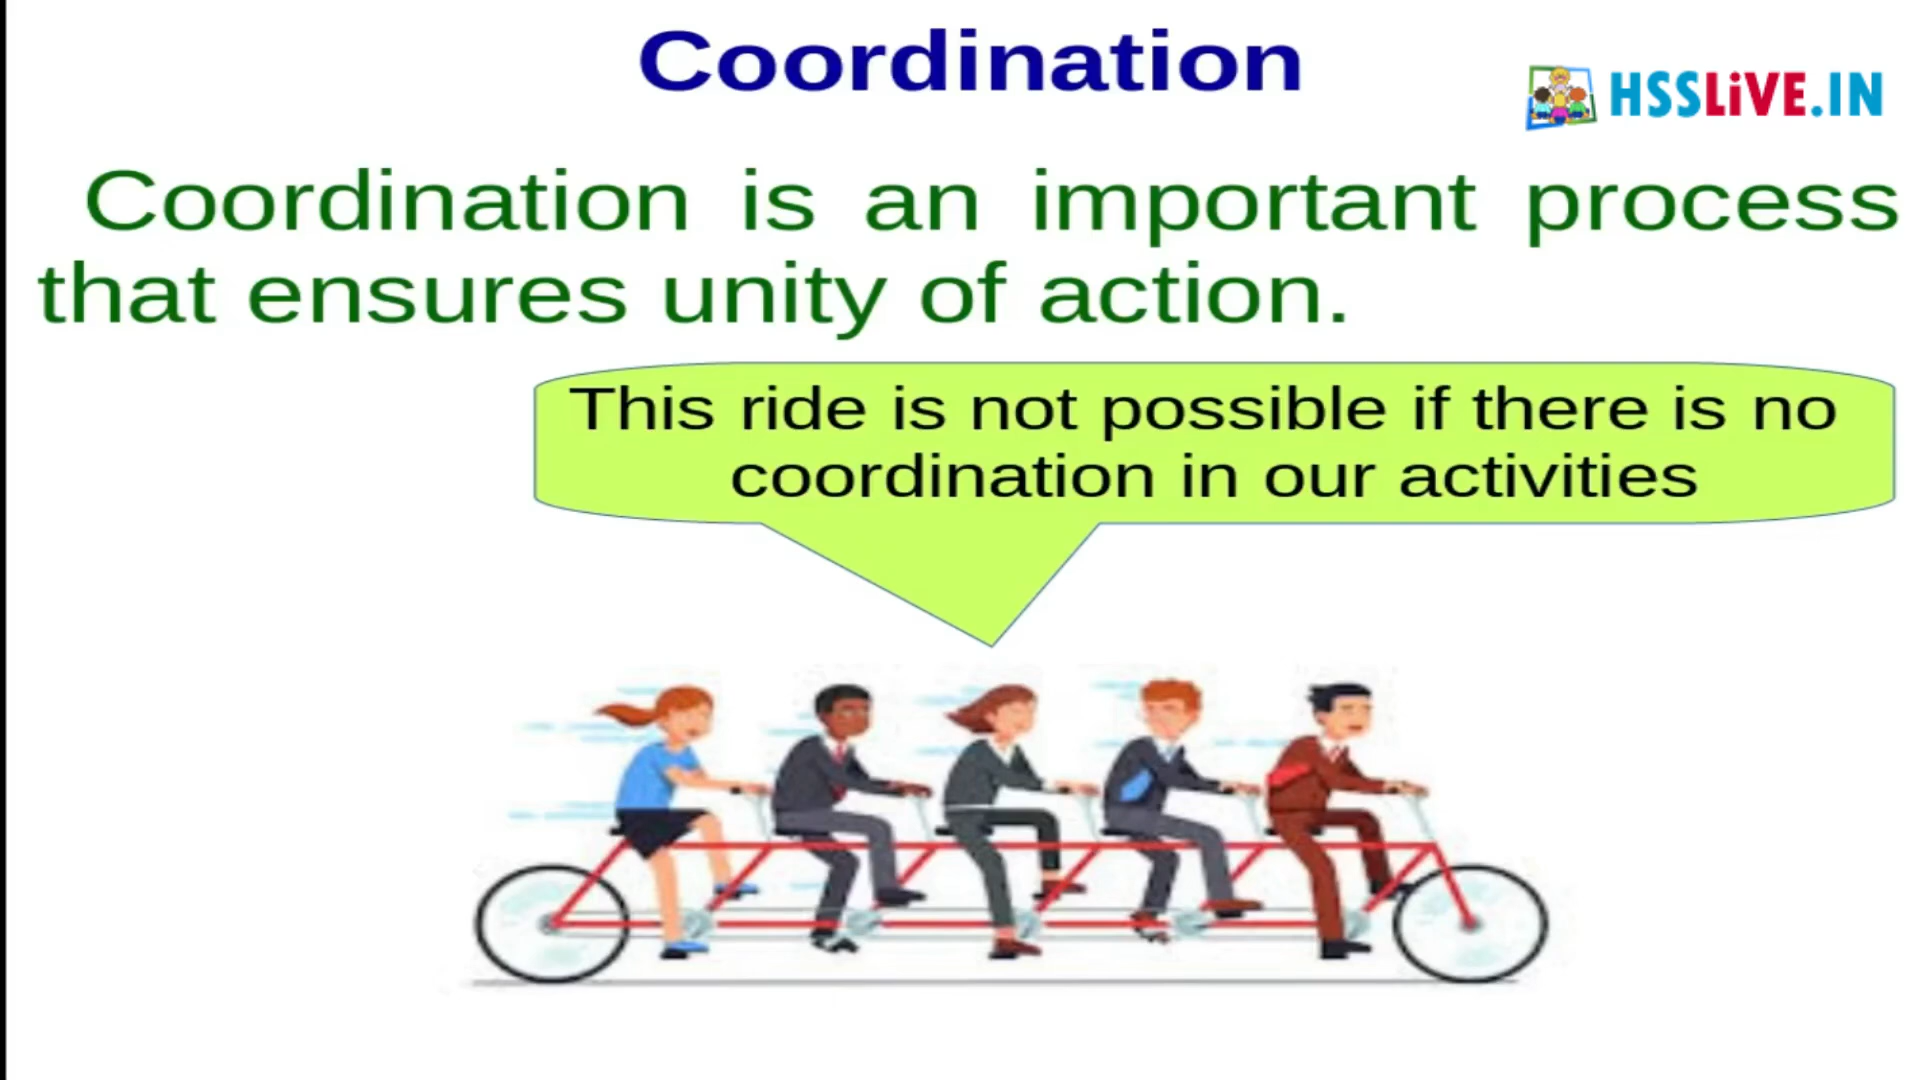 Coordination
HSSLiVE.IN
Coordination is an important process
that ensures unity of action.
This ride is not possible if there is no
coordination in our activities